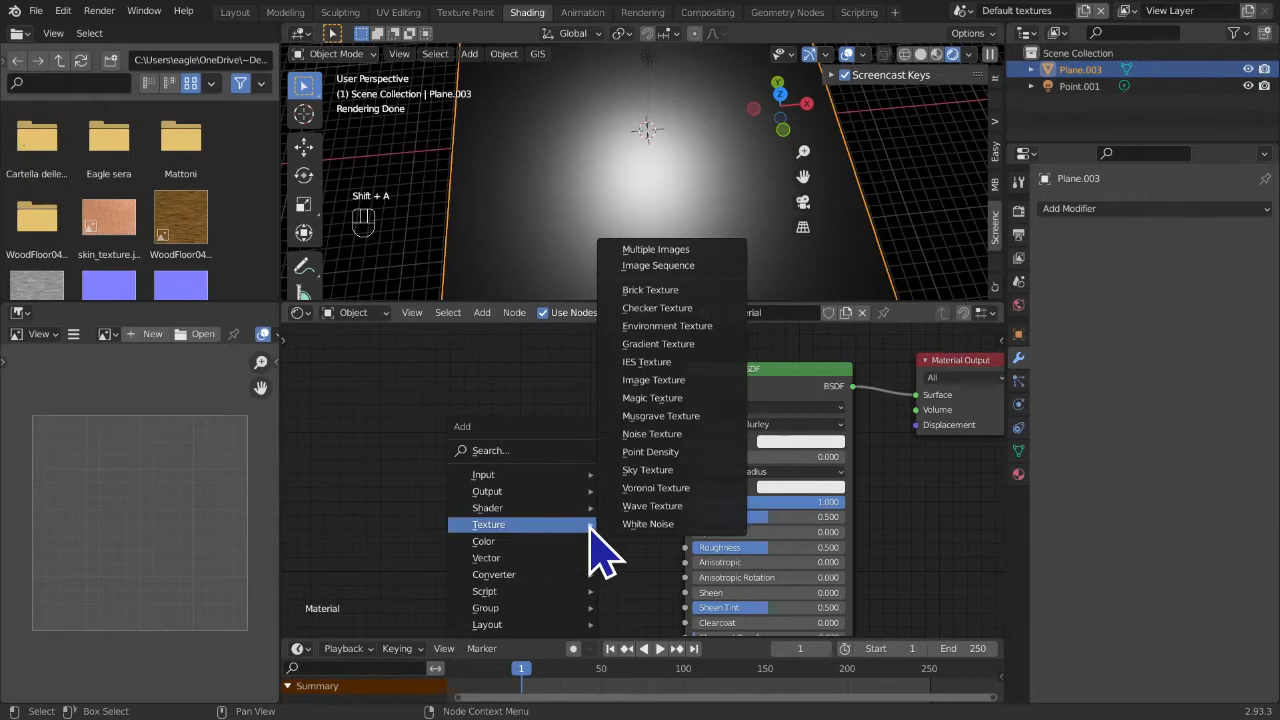 File Edit Render Window Help
Layout Modeling Sculpting UV Editing Texture Paint Shading Animation Rendering Compositing Geometry Nodes Scripting
Default textures
View Layer
View Select
C:\Users\eagle\OneDrive\~De...
Cartella delle...
Eagle sera
Mattoni
WoodFloor04...
skin_texture.j...
WoodFloor04...
Global
Options
Object Mode View Select Add Object GIS
User Perspective
(1) Scene Collection | Plane.003
Rendering Done
Shift + A
Z
Y
X
Screencast Keys
V
Easy
MB
Screenc
Scene Collection
Plane.003
Point.001
Plane.003
Add Modifier
View
New
Open
Object View Select Add Node Use Nodes
Add
Search...
Input
Output
Shader
Texture
Color
Vector
Converter
Script
Group
Layout
Multiple Images
Image Sequence
Brick Texture
Checker Texture
Environment Texture
Gradient Texture
IES Texture
Image Texture
Magic Texture
Musgrave Texture
Noise Texture
Point Density
Sky Texture
Voronoi Texture
Wave Texture
White Noise
BSDF
0.000
1.000
0.500
0.000
Roughness 0.500
Anisotropic 0.000
Anisotropic Rotation 0.000
Sheen 0.000
Sheen Tint 0.500
Clearcoat 0.000
Material Output
All
Surface
Volume
Displacement
Material
Playback Keying View Marker
1
Start 1
End 250
1 50 100 150 200 250
Summary
Select Box Select Pan View Node Context Menu
2.93.3